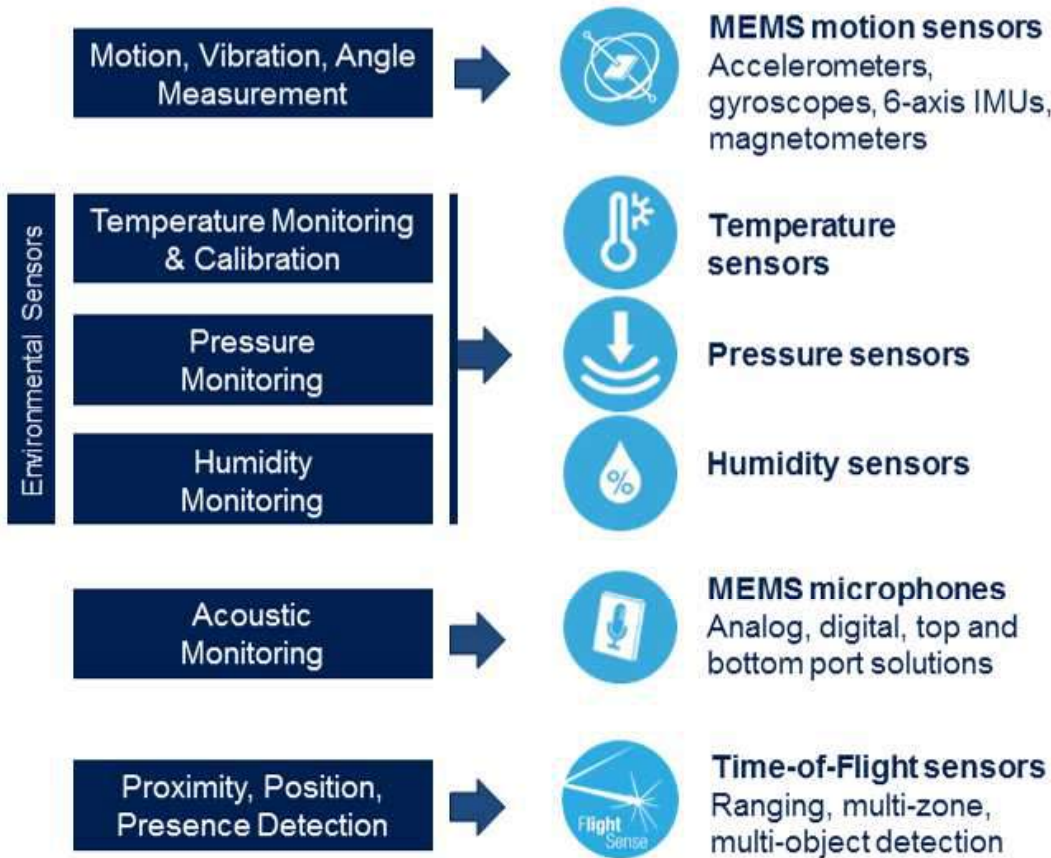 Motion, Vibration, Angle
Measurement
MEMS motion sensors
Accelerometers,
gyroscopes, 6-axis IMUs,
magnetometers
Environmental Sensors
Temperature Monitoring
& Calibration
Temperature
sensors
Pressure
Monitoring
Pressure sensors
Humidity
Monitoring
%
Humidity sensors
Acoustic
Monitoring
MEMS microphones
Analog, digital, top and
bottom port solutions
Proximity, Position,
Presence Detection
Flight
Sense
Time-of-Flight sensors
Ranging, multi-zone,
multi-object detection